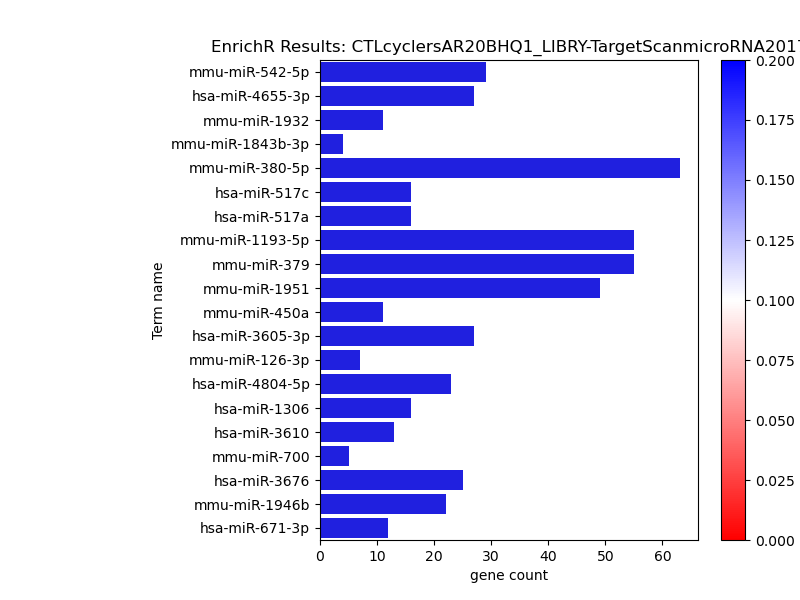 EnrichR Results: CTLcyclersAR20BHQ1_LIBRY-TargetScanmicroRNA2017
mmu-miR-542-5p
hsa-miR-4655-3p
mmu-miR-1932
mmu-miR-1843b-3p
mmu-miR-380-5p
hsa-miR-517c
hsa-miR-517a
mmu-miR-1193-5p
mmu-miR-379
mmu-miR-1951
mmu-miR-450a
hsa-miR-3605-3p
mmu-miR-126-3p
hsa-miR-4804-5p
hsa-miR-1306
hsa-miR-3610
mmu-miR-700
hsa-miR-3676
mmu-miR-1946b
hsa-miR-671-3p
Term name
0 10 20 30 40 50 60
gene count
0.200
0.175
0.150
0.125
0.100
0.075
0.050
0.025
0.000